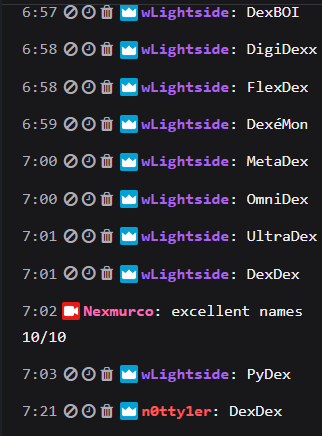 6:57 wLightside: DexBOI
6:58 wLightside: DigiDexx
6:58 wLightside: FlexDex
6:59 wLightside: DexéMon
7:00 wLightside: MetaDex
7:00 wLightside: OmniDex
7:01 wLightside: UltraDex
7:01 wLightside: DexDex
7:02 Nexmurco: excellent names
10/10
7:03 wLightside: PyDex
7:21 n0tty1er: DexDex